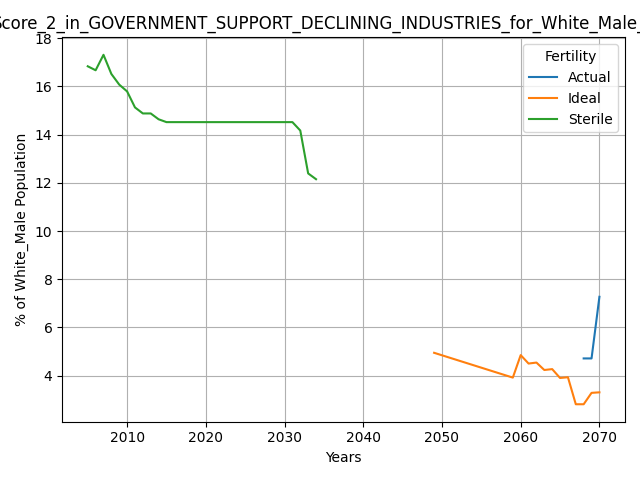 Score_2_in_GOVERNMENT_SUPPORT_DECLINING_INDUSTRIES_for_White_Male_
18
16
14
12
10
8
6
4
% of White_Male Population
Fertility
Actual
Ideal
Sterile
2010 2020 2030 2040 2050 2060 2070
Years